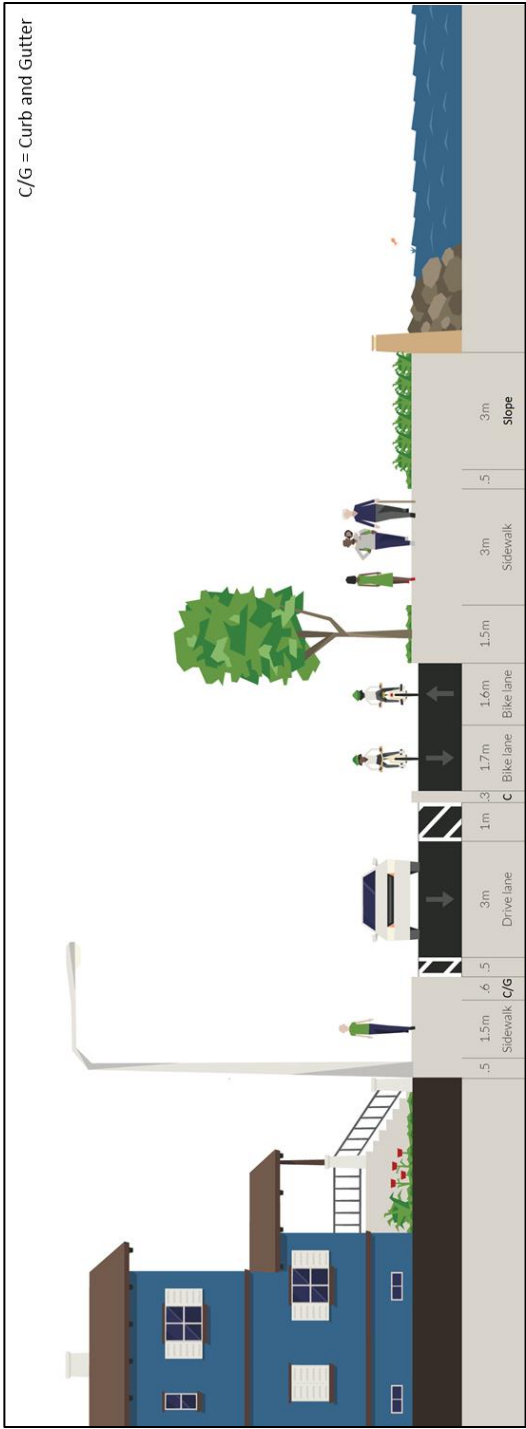 C/G = Curb and Gutter
.5
1.5m
Sidewalk
.6
C/G
.5
3m
Drive lane
1m
.3
C
1.7m
Bike lane
1.6m
Bike lane
1.5m
3m
Sidewalk
.5
3m
Slope